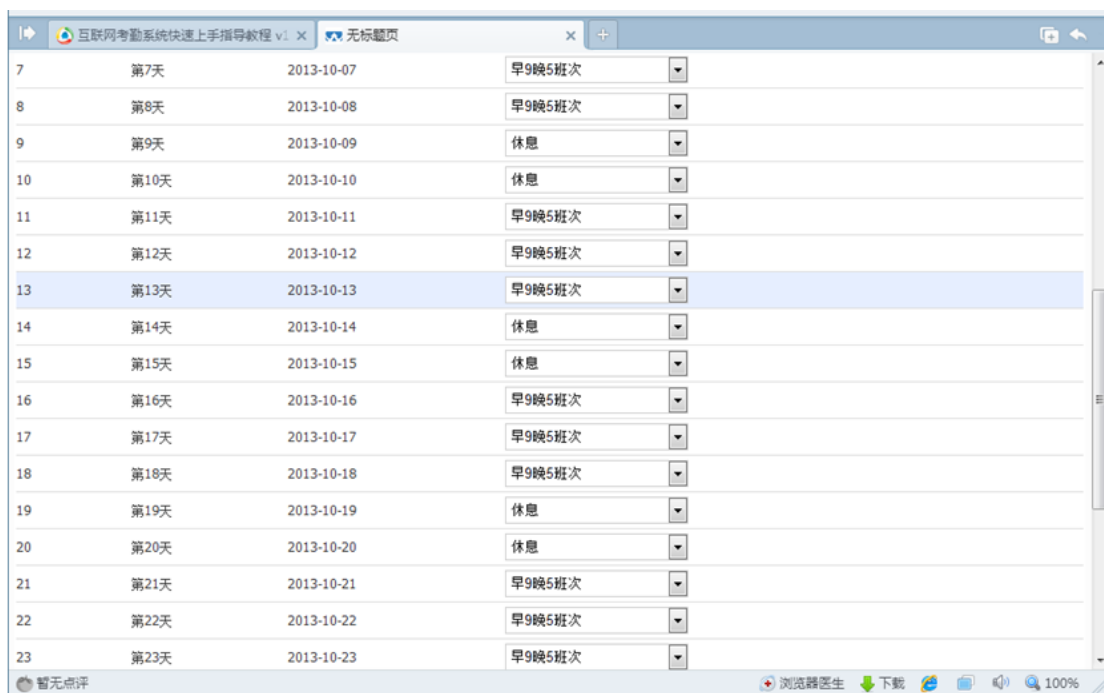 互联网考勤系统快速上手指导教程 v1 无标题页
7 第7天 2013-10-07 早9晚5班次
8 第8天 2013-10-08 早9晚5班次
9 第9天 2013-10-09 休息
10 第10天 2013-10-10 休息
11 第11天 2013-10-11 早9晚5班次
12 第12天 2013-10-12 早9晚5班次
13 第13天 2013-10-13 早9晚5班次
14 第14天 2013-10-14 休息
15 第15天 2013-10-15 休息
16 第16天 2013-10-16 早9晚5班次
17 第17天 2013-10-17 早9晚5班次
18 第18天 2013-10-18 早9晚5班次
19 第19天 2013-10-19 休息
20 第20天 2013-10-20 休息
21 第21天 2013-10-21 早9晚5班次
22 第22天 2013-10-22 早9晚5班次
23 第23天 2013-10-23 早9晚5班次
暂无点评 浏览器医生 下载 100%